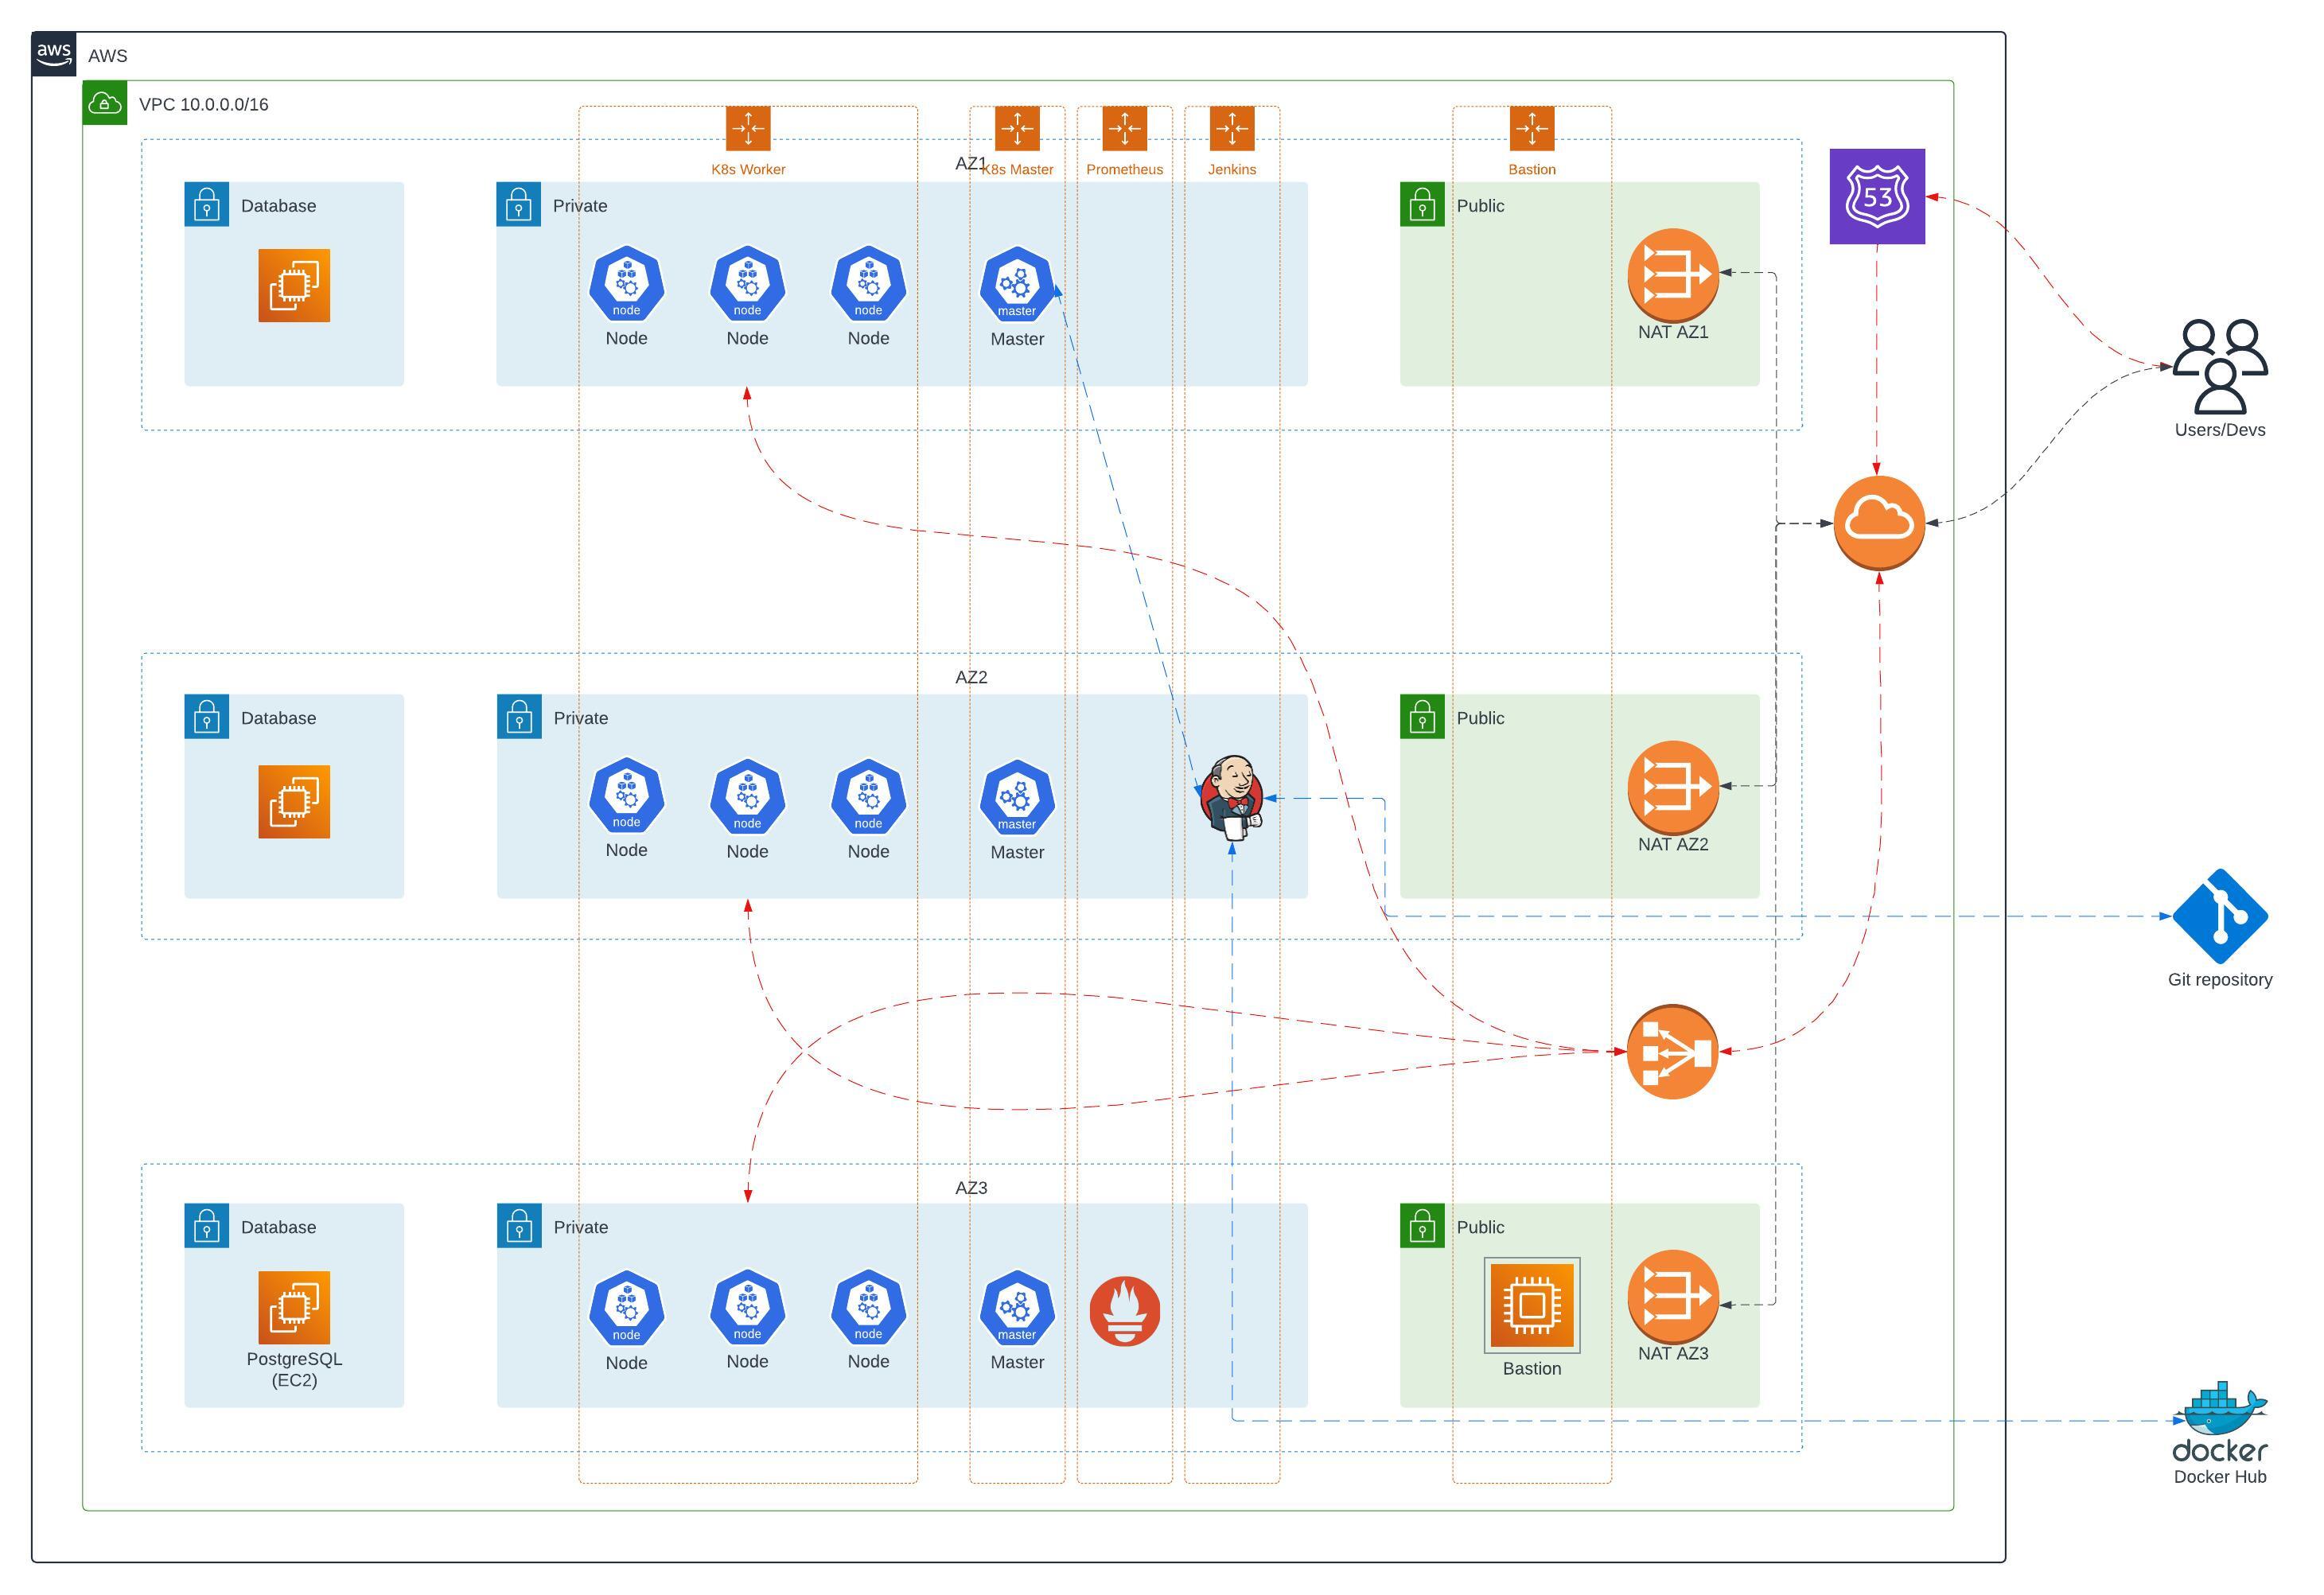 aws
AWS
VPC 10.0.0.0/16
K8s Worker
AZ1
K8s Master
Prometheus
Jenkins
Bastion
Database
Private
Public
53
node
node
node
master
Node
Node
Node
Master
NAT AZ1
Users/Devs
AZ2
Database
Private
Public
node
node
node
master
Node
Node
Node
Master
NAT AZ2
Git repository
AZ3
Database
Private
Public
node
node
node
master
PostgreSQL
(EC2)
Node
Node
Node
Master
Bastion
NAT AZ3
docker
Docker Hub